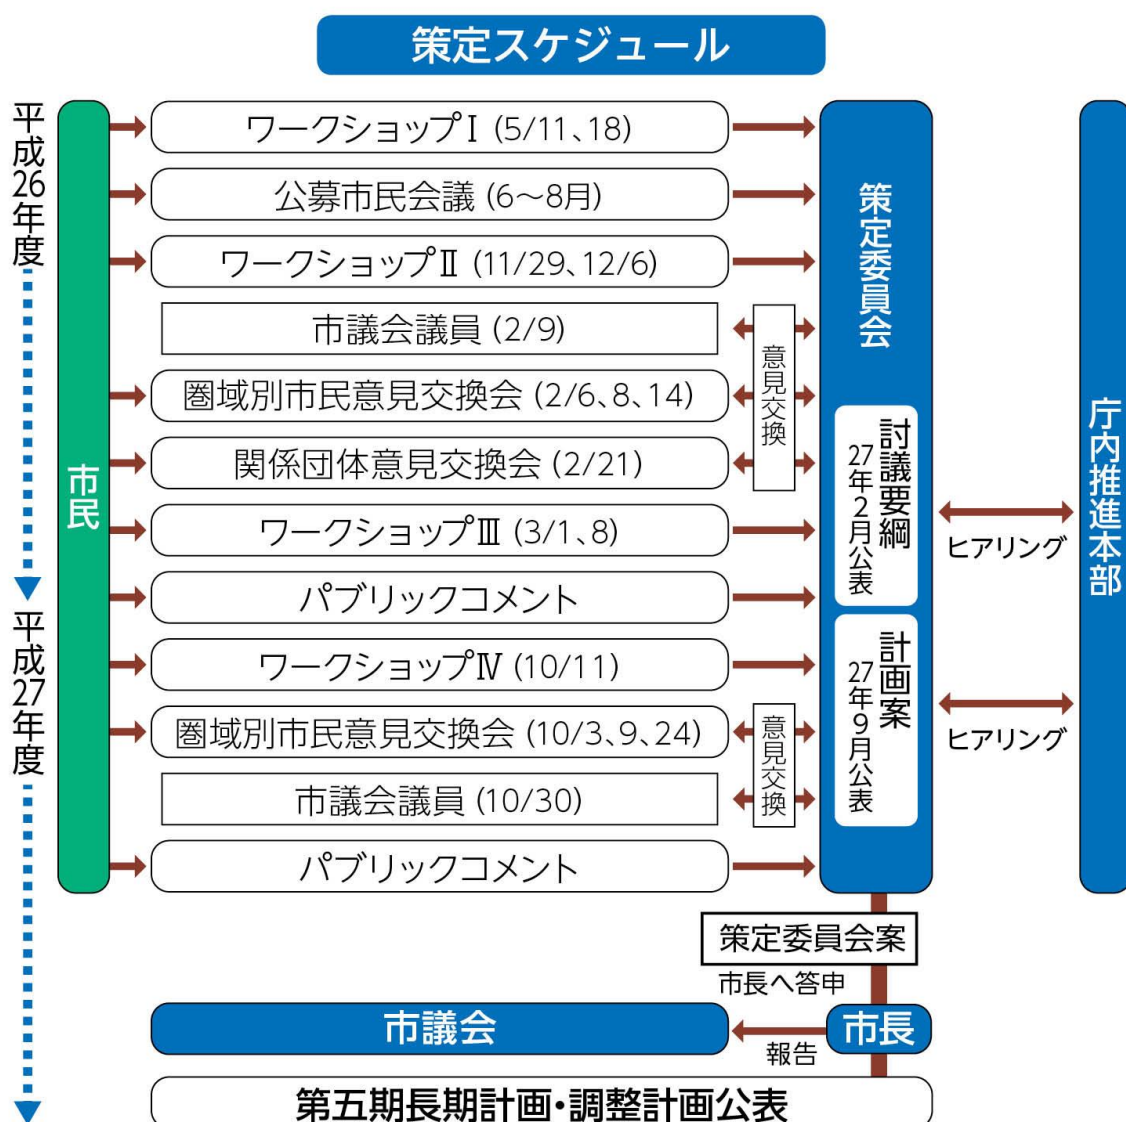 策定スケジュール
平成26年度
平成27年度
市民
ワークショップⅠ (5/11、18)
公募市民会議 (6〜8月)
ワークショップⅡ (11/29、12/6)
市議会議員 (2/9)
圏域別市民意見交換会 (2/6、8、14)
関係団体意見交換会 (2/21)
ワークショップⅢ (3/1、8)
パブリックコメント
ワークショップⅣ (10/11)
圏域別市民意見交換会 (10/3、9、24)
市議会議員 (10/30)
パブリックコメント
意見交換
意見交換
策定委員会
討議要綱
27年2月公表
計画案
27年9月公表
ヒアリング
ヒアリング
庁内推進本部
策定委員会案
市長へ答申
市議会
報告
市長
第五期長期計画・調整計画公表